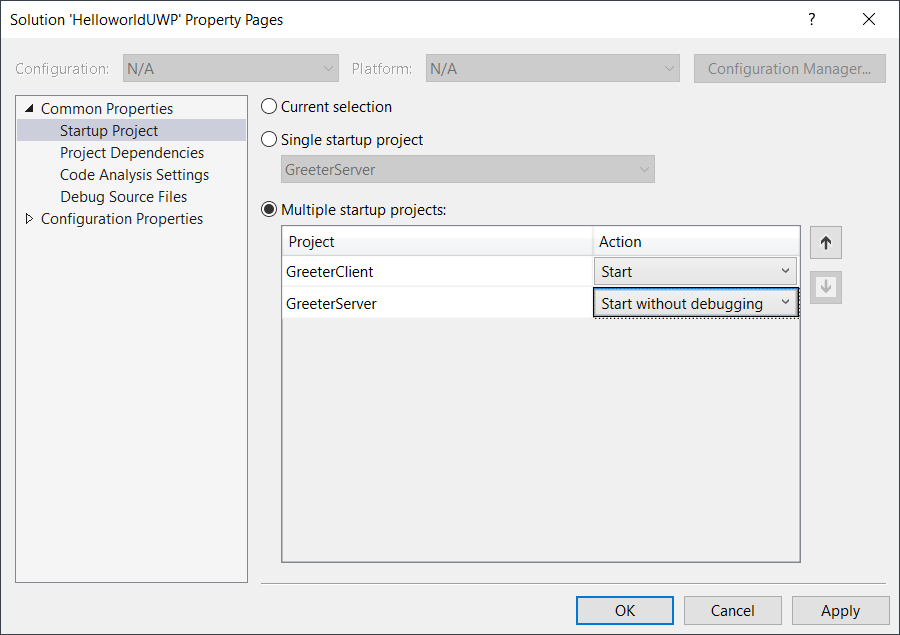 Solution 'HelloworldUWP' Property Pages
?
Configuration: N/A Platform: N/A Configuration Manager...
Common Properties
Startup Project
Project Dependencies
Code Analysis Settings
Debug Source Files
Configuration Properties
Current selection
Single startup project
GreeterServer
Multiple startup projects:
Project Action
GreeterClient Start
GreeterServer Start without debugging
OK Cancel Apply